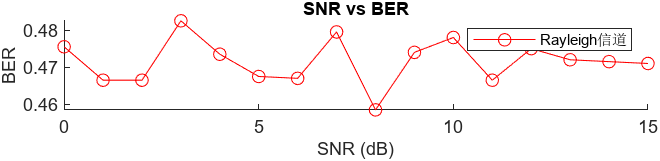 SNR vs BER
0.48
0.47
0.46
BER
Rayleigh信道
0
5
10
15
SNR (dB)